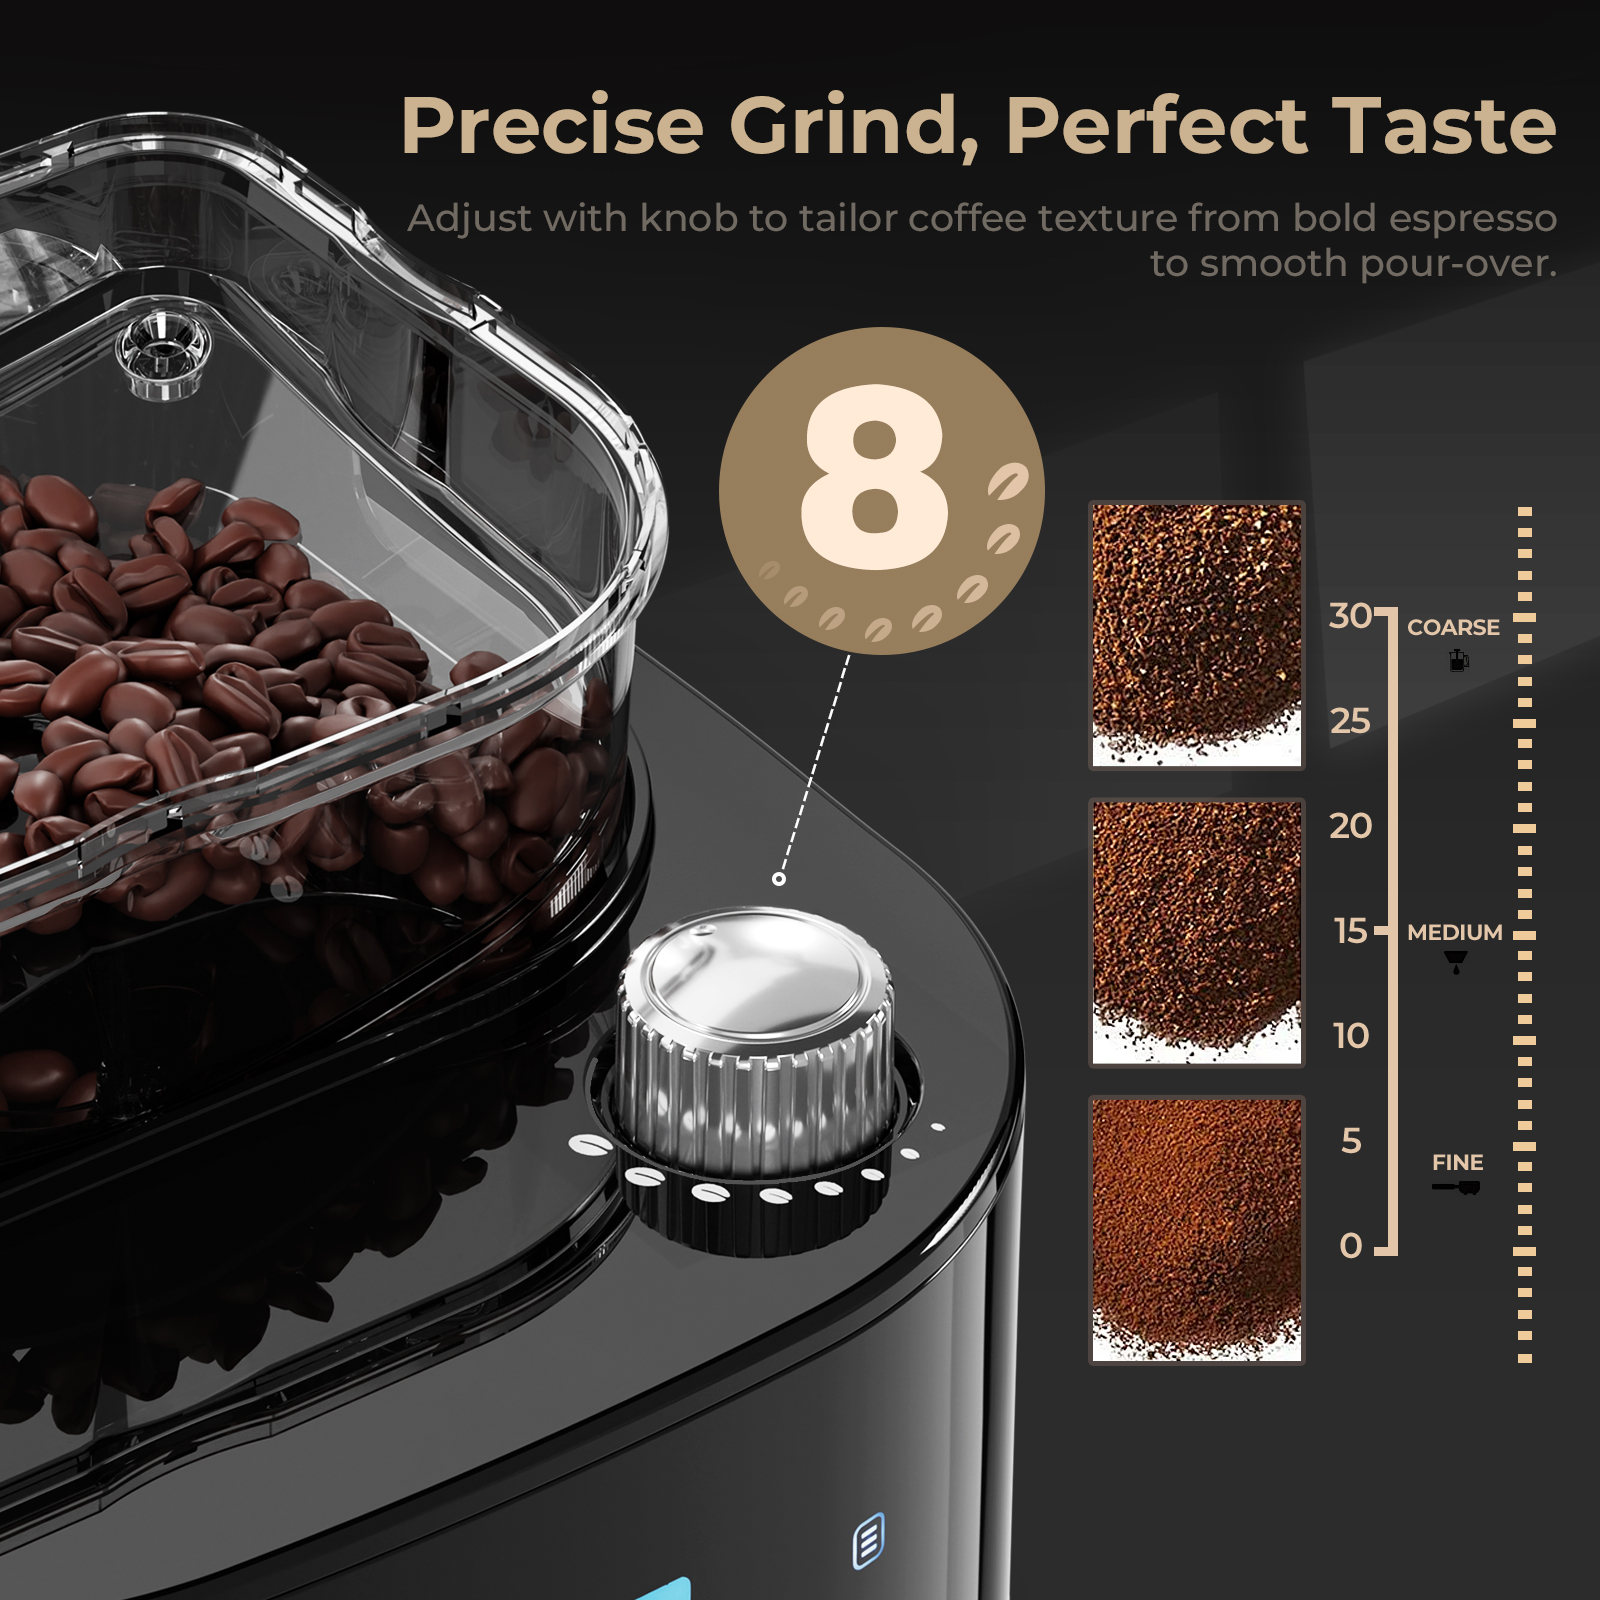 Precise Grind, Perfect Taste
Adjust with knob to tailor coffee texture from bold espresso
to smooth pour-over.
8
30
COARSE
25
20
15
MEDIUM
10
5
FINE
0